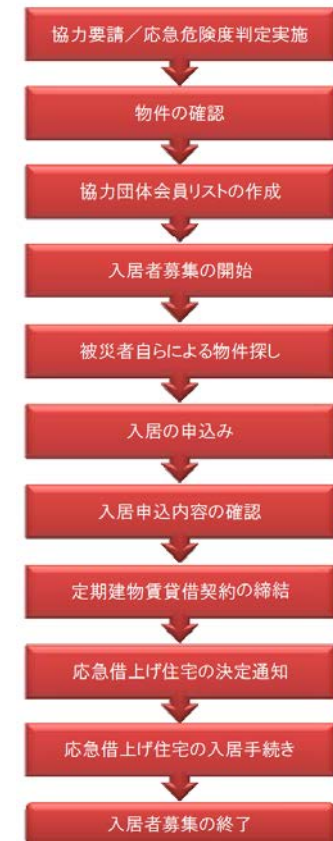 協力要請／応急危険度判定実施
物件の確認
協力団体会員リストの作成
入居者募集の開始
被災者自らによる物件探し
入居の申込み
入居申込内容の確認
定期建物賃貸借契約の締結
応急借上げ住宅の決定通知
応急借上げ住宅の入居手続き
入居者募集の終了